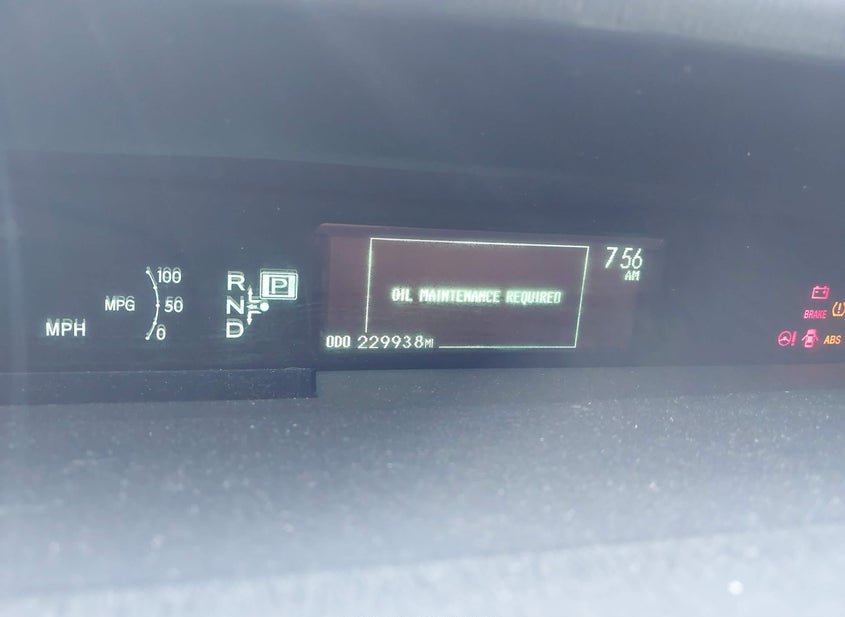 100
MPG 50
MPH 0
R P
N
D
7:56
AM
OIL MAINTENANCE REQUIRED
ODO 229938 MI
BRAKE
ABS